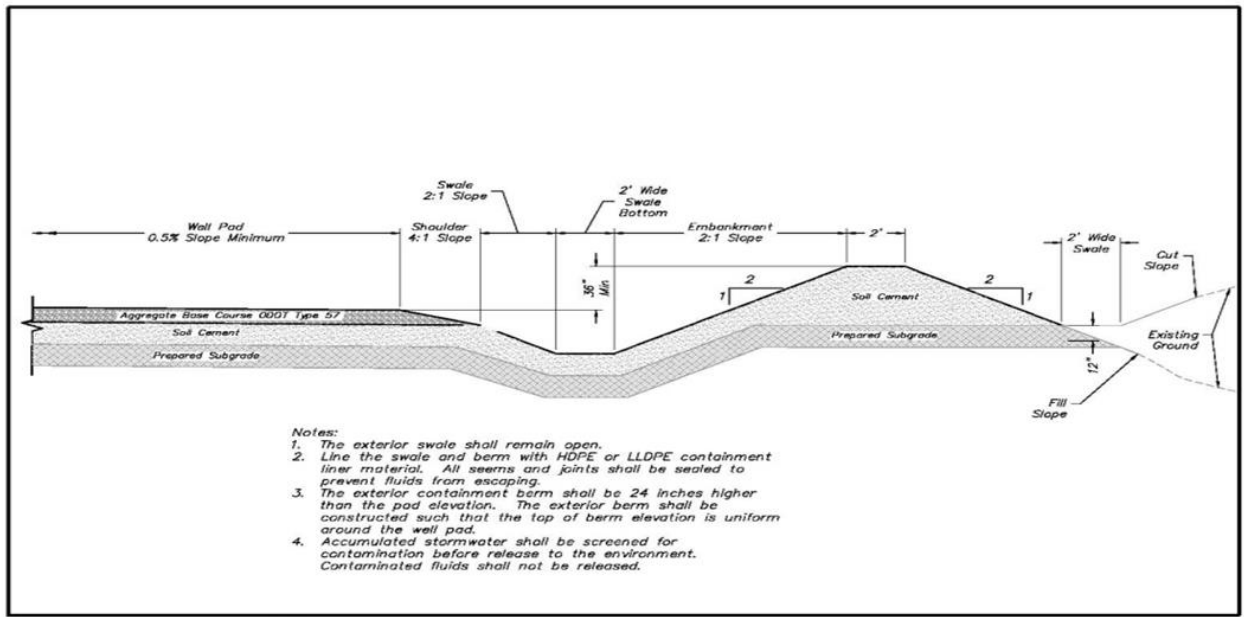 Swale
2:1 Slope
2' Wide
Swale
Bottom
Well Pad
0.5% Slope Minimum
Shoulder
4:1 Slope
Embankment
2:1 Slope
2'
2' Wide
Swale
Cut
Slope
36"
Min
2
1
2
1
Soil Cement
Aggregate Base Course ODOT Type 57
Soil Cement
Prepared Subgrade
Prepared Subgrade
Existing
Ground
12"
Fill
Slope
Notes:
1. The exterior swale shall remain open.
2. Line the swale and berm with HDPE or LLDPE containment
liner material. All seems and joints shall be sealed to
prevent fluids from escaping.
3. The exterior containment berm shall be 24 inches higher
than the pad elevation. The exterior berm shall be
constructed such that the top of berm elevation is uniform
around the well pad.
4. Accumulated stormwater shall be screened for
contamination before release to the environment.
Contaminated fluids shall not be released.